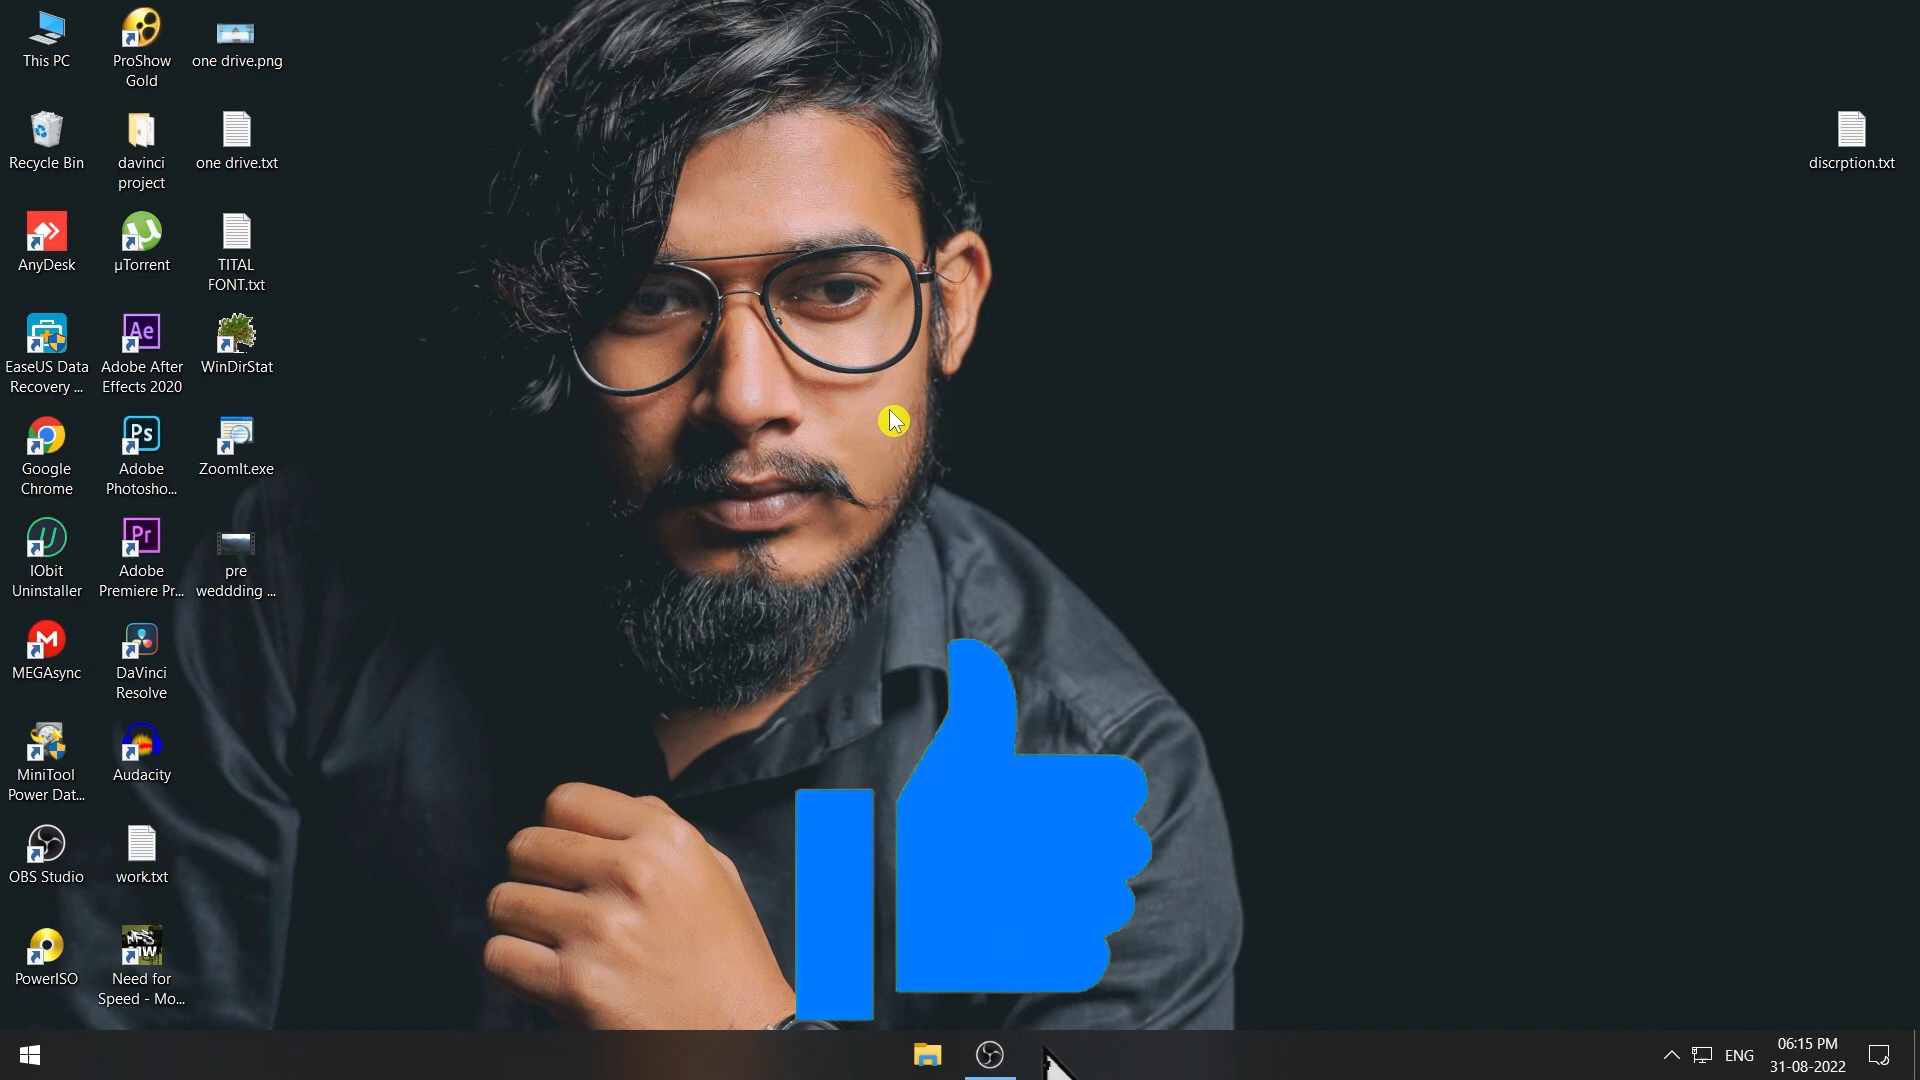 This PC
ProShow
Gold
one drive.png
Recycle Bin
davinci
project
one drive.txt
discrption.txt
AnyDesk
µTorrent
TITAL
FONT.txt
EaseUS Data
Recovery ...
Adobe After
Effects 2020
WinDirStat
Google
Chrome
Adobe
Photosho...
ZoomIt.exe
IObit
Uninstaller
Adobe
Premiere Pr...
pre
weddding ...
MEGAsync
DaVinci
Resolve
MiniTool
Power Dat...
Audacity
OBS Studio
work.txt
PowerISO
Need for
Speed - Mo...
ENG
06:15 PM
31-08-2022